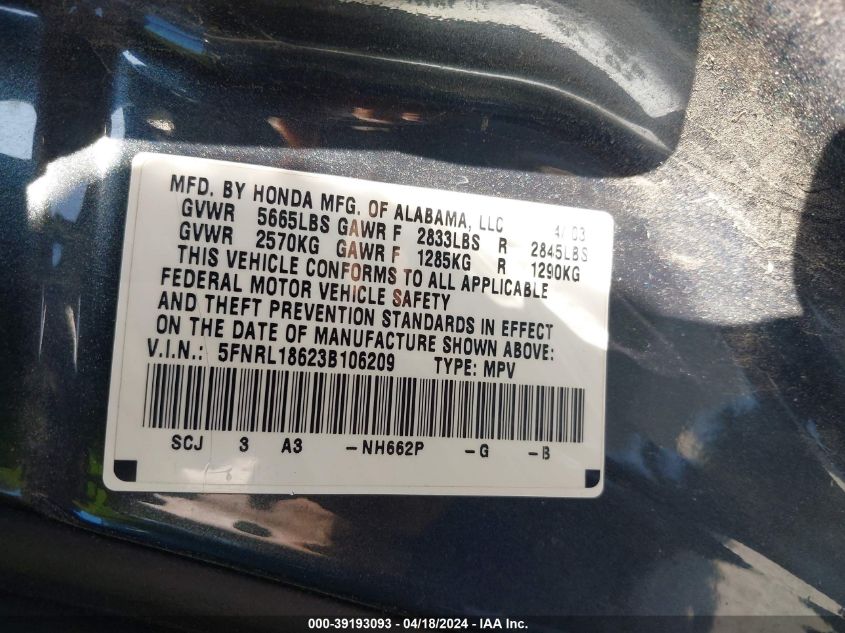 MFD. BY HONDA MFG. OF ALABAMA, LLC 4/03
GVWR 5665LBS GAWR F 2833LBS R 2845LBS
GVWR 2570KG GAWR F 1285KG R 1290KG
THIS VEHICLE CONFORMS TO ALL APPLICABLE
FEDERAL MOTOR VEHICLE SAFETY
AND THEFT PREVENTION STANDARDS IN EFFECT
ON THE DATE OF MANUFACTURE SHOWN ABOVE:
V.I.N.: 5FNRL18623B106209 TYPE: MPV
SCJ 3 A3 -NH662P -G -B
000-39193093 - 04/18/2024 - IAA Holdings, LLC.